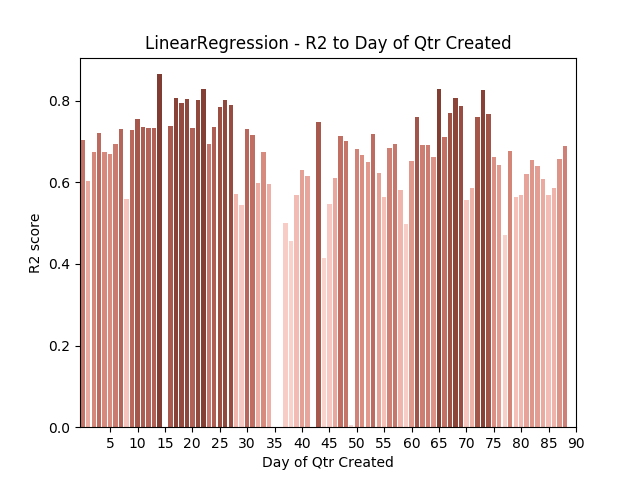 LinearRegression - R2 to Day of Qtr Created
R2 score
0.8
0.6
0.4
0.2
0.0
5 10 15 20 25 30 35 40 45 50 55 60 65 70 75 80 85 90
Day of Qtr Created